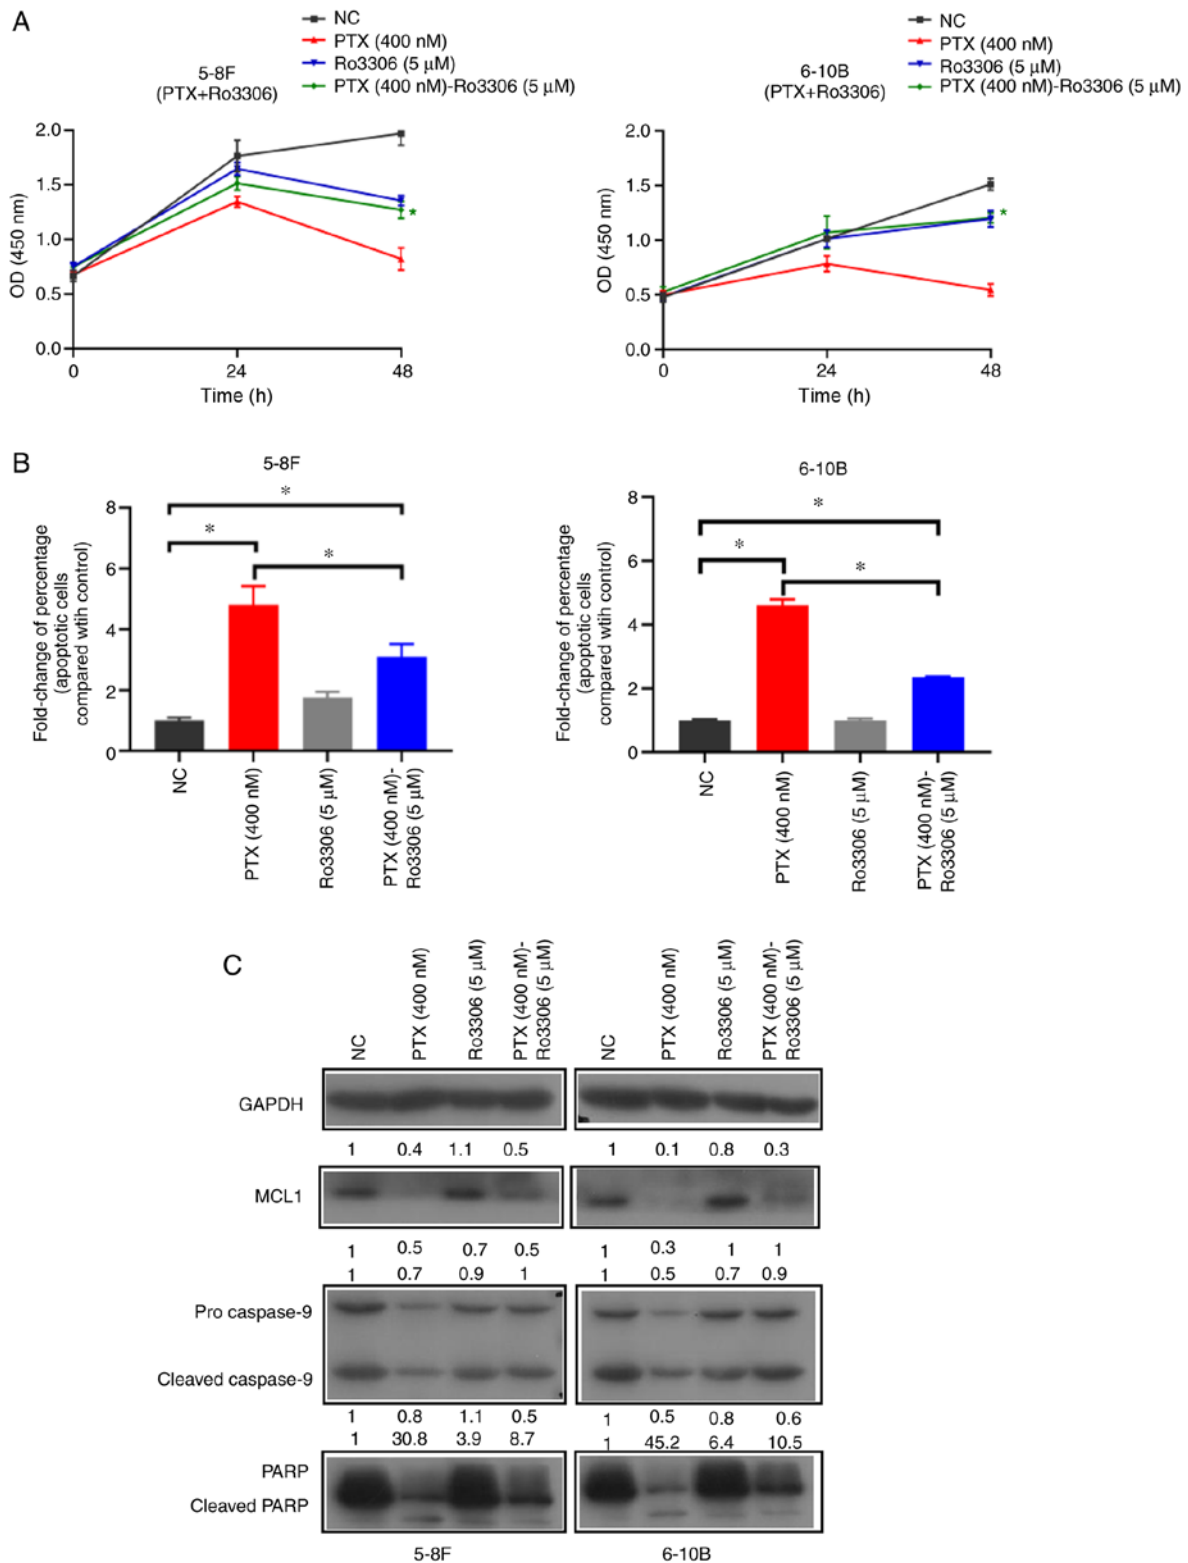 A
NC
PTX (400 nM)
Ro3306 (5 μM)
PTX (400 nM)-Ro3306 (5 μM)
5-8F
(PTX+Ro3306)
OD (450 nm)
2.0
1.5
1.0
0.5
0.0
*
0 24 48
Time (h)
NC
PTX (400 nM)
Ro3306 (5 μM)
PTX (400 nM)-Ro3306 (5 μM)
6-10B
(PTX+Ro3306)
OD (450 nm)
2.0
1.5
1.0
0.5
0.0
*
0 24 48
Time (h)
B
5-8F
Fold-change of percentage
(apoptotic cells
compared wtih control)
8
6
4
2
0
*
*
*
NC
PTX (400 nM)
Ro3306 (5 μM)
PTX (400 nM)-
Ro3306 (5 μM)
6-10B
Fold-change of percentage
(apoptotic cells
compared wtih control)
8
6
4
2
0
*
*
*
NC
PTX (400 nM)
Ro3306 (5 μM)
PTX (400 nM)-
Ro3306 (5 μM)
C
NC
PTX (400 nM)
Ro3306 (5 μM)
PTX (400 nM)-
Ro3306 (5 μM)
NC
PTX (400 nM)
Ro3306 (5 μM)
PTX (400 nM)-
Ro3306 (5 μM)
GAPDH
1 0.4 1.1 0.5 1 0.1 0.8 0.3
MCL1
1 0.5 0.7 0.5 1 0.3 1 1
1 0.7 0.9 1 1 0.5 0.7 0.9
Pro caspase-9
Cleaved caspase-9
1 0.8 1.1 0.5 1 0.5 0.8 0.6
1 30.8 3.9 8.7 1 45.2 6.4 10.5
PARP
Cleaved PARP
5-8F 6-10B